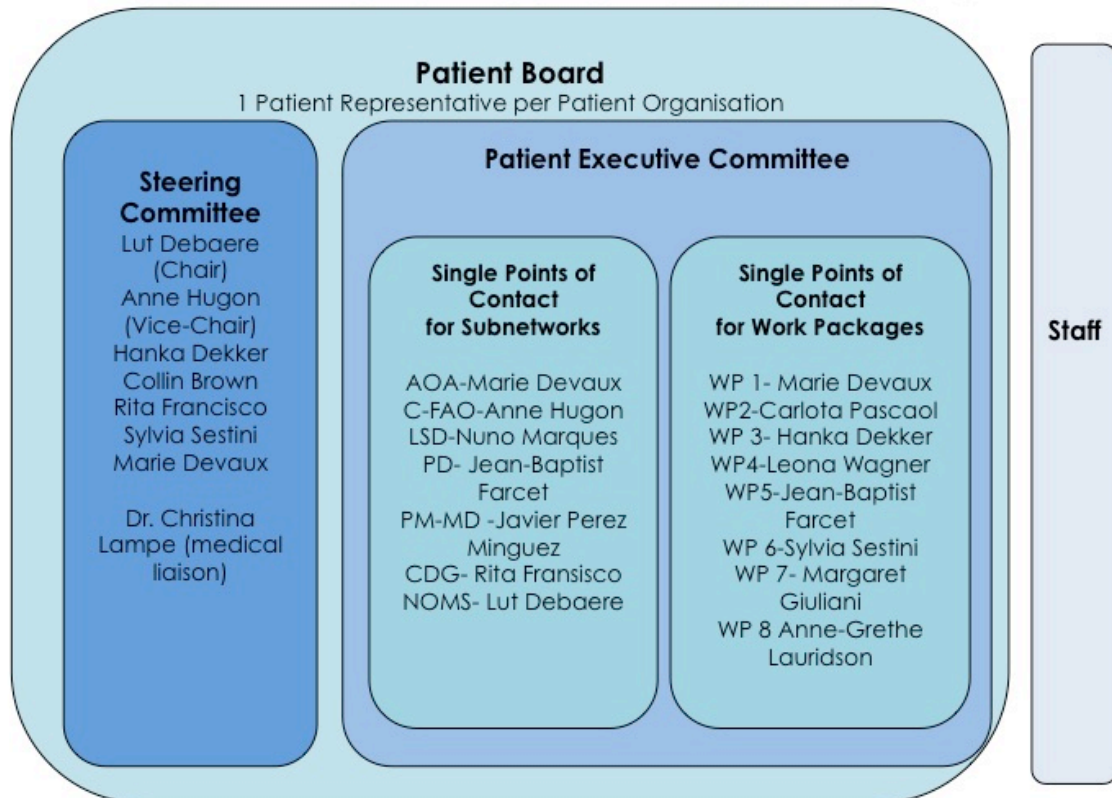 Patient Board
1 Patient Representative per Patient Organisation
Steering
Committee
Lut Debaere
(Chair)
Anne Hugon
(Vice-Chair)
Hanka Dekker
Collin Brown
Rita Francisco
Sylvia Sestini
Marie Devaux
Dr. Christina
Lampe (medical
liaison)
Patient Executive Committee
Single Points of
Contact
for Subnetworks
AOA-Marie Devaux
C-FAO-Anne Hugon
LSD-Nuno Marques
PD- Jean-Baptist
Farcet
PM-MD -Javier Perez
Minguez
CDG- Rita Fransisco
NOMS- Lut Debaere
Single Points of
Contact
for Work Packages
WP 1- Marie Devaux
WP2-Carlota Pascaol
WP 3- Hanka Dekker
WP4-Leona Wagner
WP5-Jean-Baptist
Farcet
WP 6-Sylvia Sestini
WP 7- Margaret
Giuliani
WP 8 Anne-Grethe
Lauridson
Staff